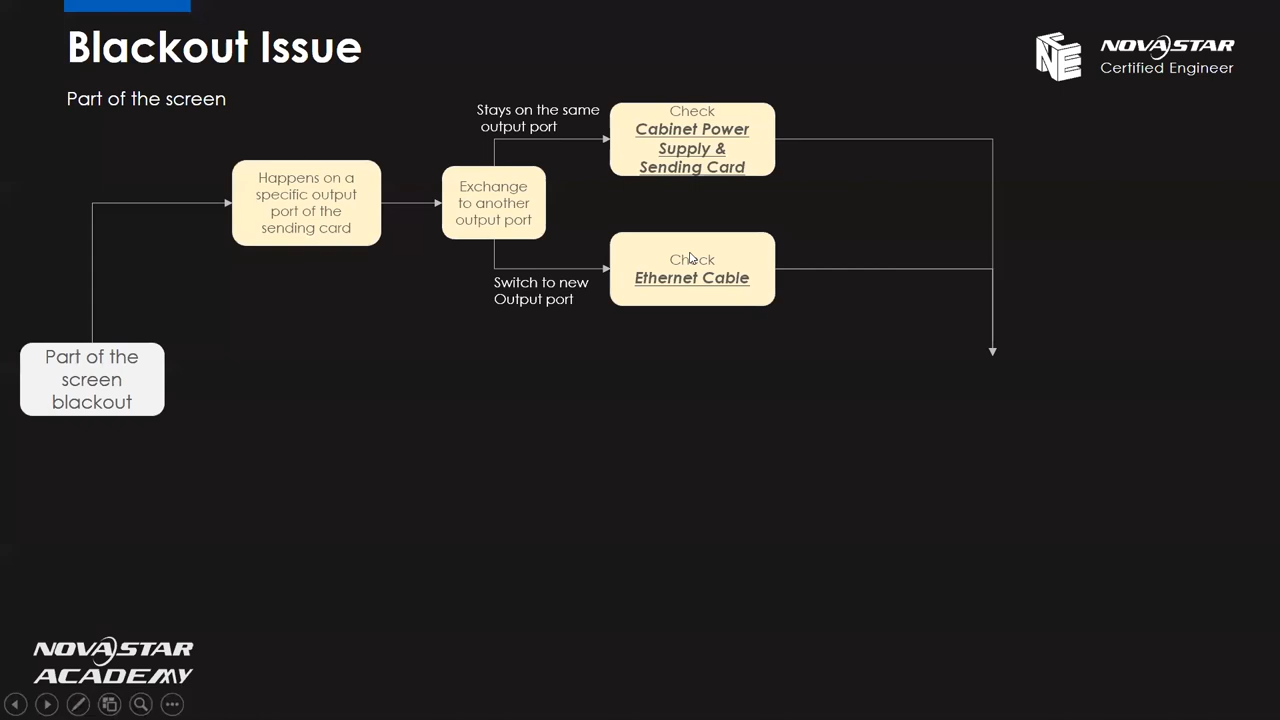 Blackout Issue
Part of the screen
NOVASTAR
Certified Engineer
Stays on the same
output port
Check
Cabinet Power
Supply &
Sending Card
Happens on a
specific output
port of the
sending card
Exchange
to another
output port
Check
Ethernet Cable
Switch to new
Output port
Part of the
screen
blackout
NOVASTAR
ACADEMY